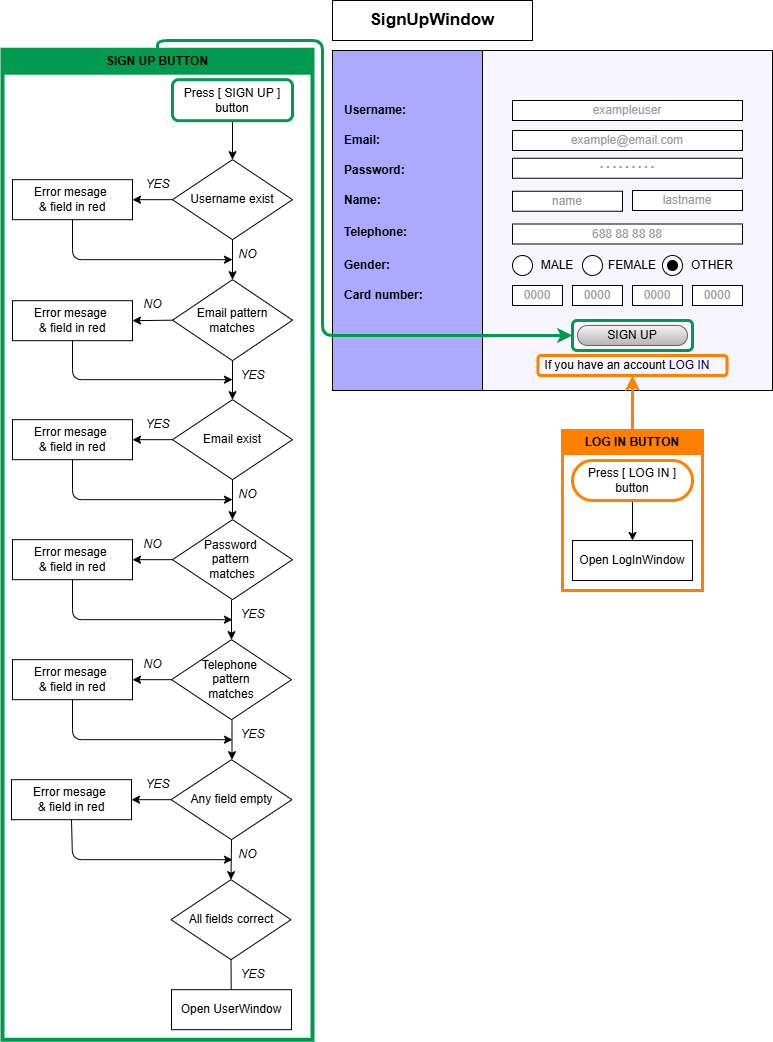 SignUpWindow
SIGN UP BUTTON
Press [ SIGN UP ]
button
Username exist
YES
Error mesage
& field in red
NO
Email pattern
matches
NO
Error mesage
& field in red
YES
Email exist
YES
Error mesage
& field in red
NO
Password
pattern
matches
NO
Error mesage
& field in red
YES
Telephone
pattern
matches
NO
Error mesage
& field in red
YES
Any field empty
YES
Error mesage
& field in red
NO
All fields correct
YES
Open UserWindow
Username:
exampleuser
Email:
example@email.com
Password:
- - - - - - - - -
Name:
name lastname
Telephone:
688 88 88 88
Gender:
MALE FEMALE OTHER
Card number:
0000 0000 0000 0000
SIGN UP
If you have an account LOG IN
LOG IN BUTTON
Press [ LOG IN ]
button
Open LogInWindow